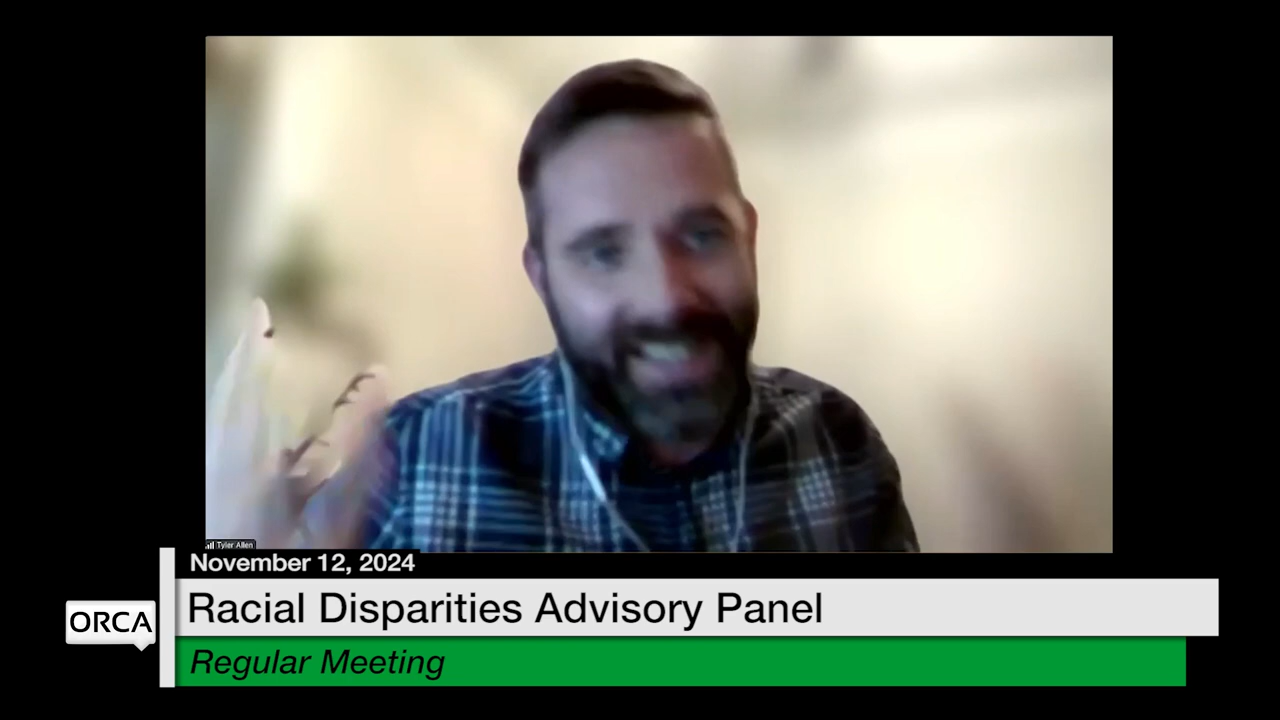 Tyler Allen
November 12, 2024
ORCA
Racial Disparities Advisory Panel
Regular Meeting